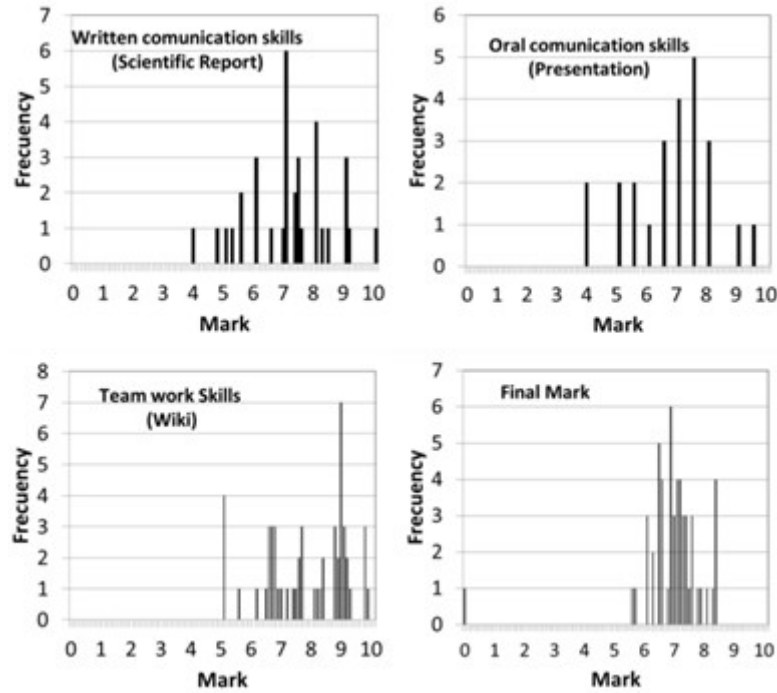 7
6
5
4
3
2
1
0
Frecuency
Written comunication skills
(Scientific Report)
0 1 2 3 4 5 6 7 8 9 10
Mark
6
5
4
3
2
1
0
Frecuency
Oral comunication skills
(Presentation)
0 1 2 3 4 5 6 7 8 9 10
Mark
8
7
6
5
4
3
2
1
0
Frecuency
Team work Skills
(Wiki)
0 1 2 3 4 5 6 7 8 9 10
Mark
7
6
5
4
3
2
1
0
Frecuency
Final Mark
0 1 2 3 4 5 6 7 8 9 10
Mark